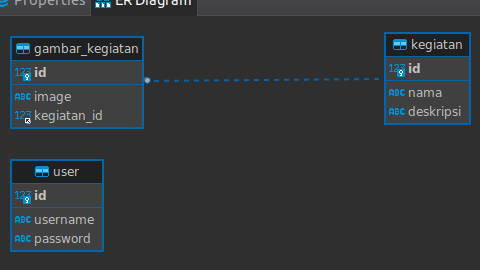 Properties
ER Diagram
gambar_kegiatan
123 id
ABC image
123 kegiatan_id
kegiatan
123 id
ABC nama
ABC deskripsi
user
123 id
ABC username
ABC password